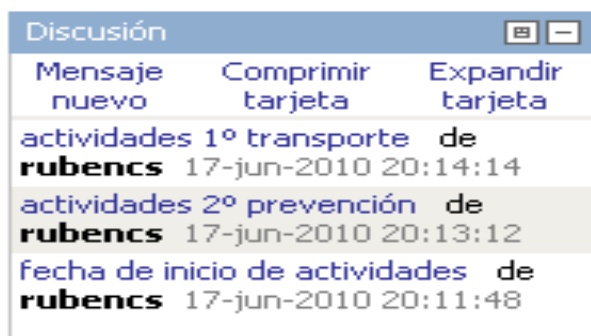 Discusión
Mensaje nuevo
Comprimir tarjeta
Expandir tarjeta
actividades 1º transporte de
rubencs 17-jun-2010 20:14:14
actividades 2º prevención de
rubencs 17-jun-2010 20:13:12
fecha de inicio de actividades de
rubencs 17-jun-2010 20:11:48